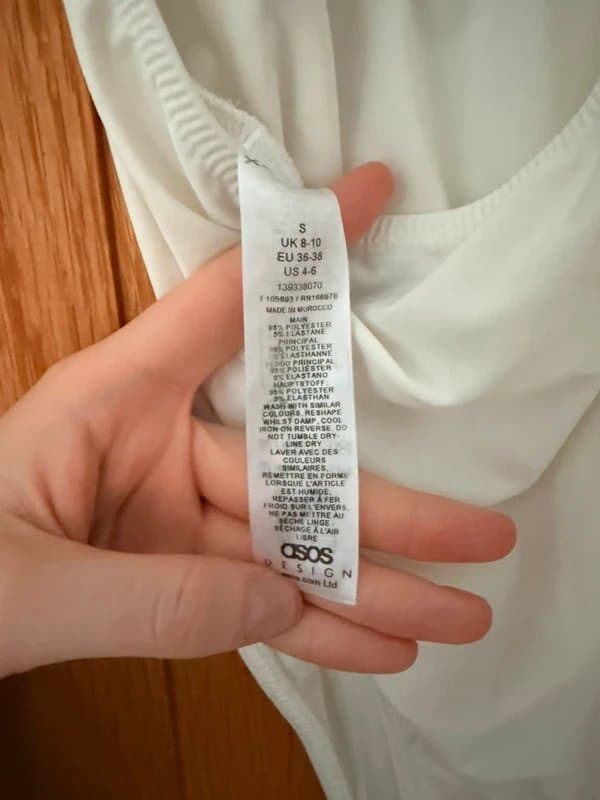 S
UK 8-10
EU 36-38
US 4-6
139338070
F105693 / RN166978
MADE IN MOROCCO
MAIN
95% POLYESTER
5% ELASTANE
PRINCIPAL
95% POLYESTER
ELASTHANNE
PRINCIPAL
95% POLIÉSTER
5% ELASTANO
HAUPTSTOFF:
95% POLYESTER
5% ELASTHAN
WASH WITH SIMILAR
COLOURS, RESHAPE
WHILST DAMP, COOL
IRON ON REVERSE, DO
NOT TUMBLE DRY.
LINE DRY
LAVER AVEC DES
COULEURS
SIMILAIRES,
REMETTRE EN FORME
LORSQUE L'ARTICLE
EST HUMIDE,
REPASSER À FER
FROID SUR L'ENVERS,
NE PAS METTRE AU
SÈCHE LINGE.
SÉCHAGE À L'AIR
LIBRE
asos
DESIGN
.com Ltd